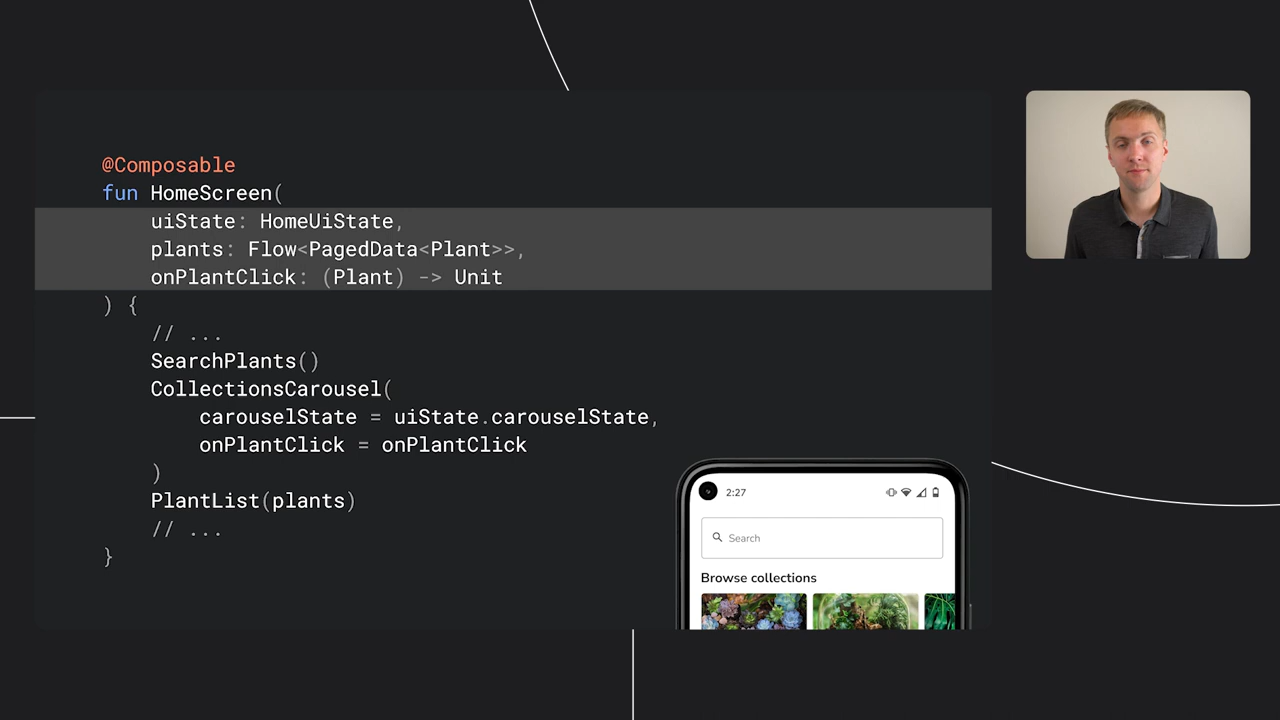 @Composable
fun HomeScreen(
    uiState: HomeUiState,
    plants: Flow<PagedData<Plant>>,
    onPlantClick: (Plant) -> Unit
) {
    // ...
    SearchPlants()
    CollectionsCarousel(
        carouselState = uiState.carouselState,
        onPlantClick = onPlantClick
    )
    PlantList(plants)
    // ...
}
2:27
Search
Browse collections